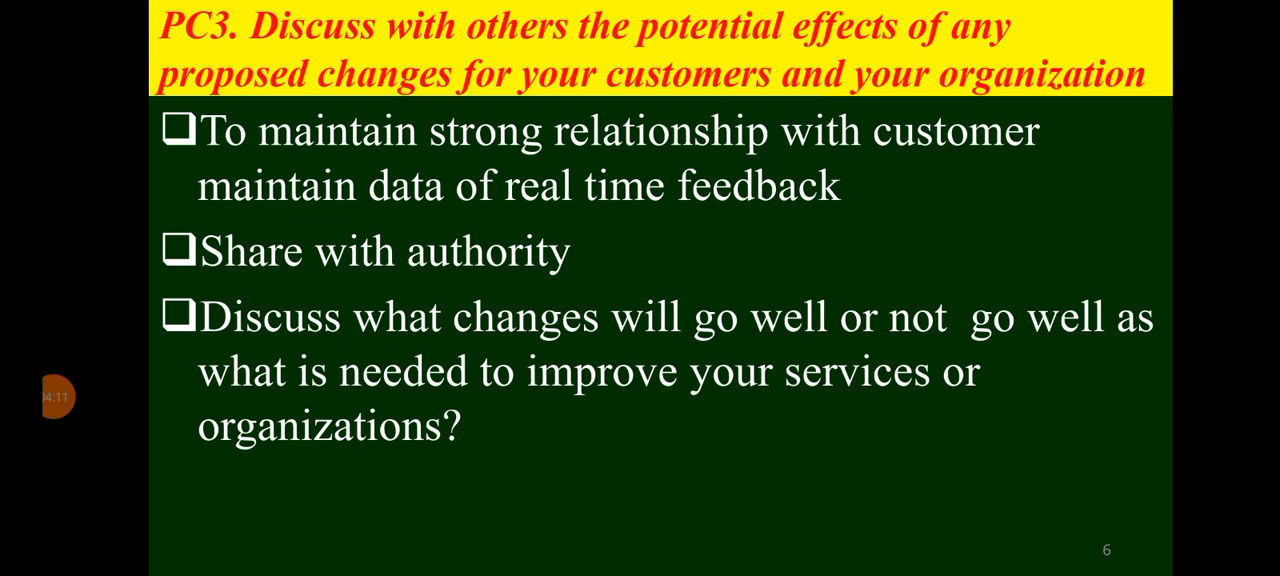 PC3. Discuss with others the potential effects of any
proposed changes for your customers and your organization
❑To maintain strong relationship with customer
maintain data of real time feedback
❑Share with authority
❑Discuss what changes will go well or not  go well as
what is needed to improve your services or
organizations?
04:11
6